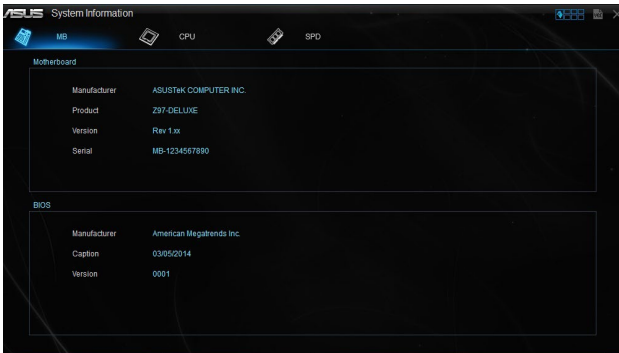 ASUS System Information
MB CPU SPD
Motherboard
Manufacturer ASUSTeK COMPUTER INC.
Product Z97-DELUXE
Version Rev 1.xx
Serial MB-1234567890
BIOS
Manufacturer American Megatrends Inc.
Caption 03/05/2014
Version 0001